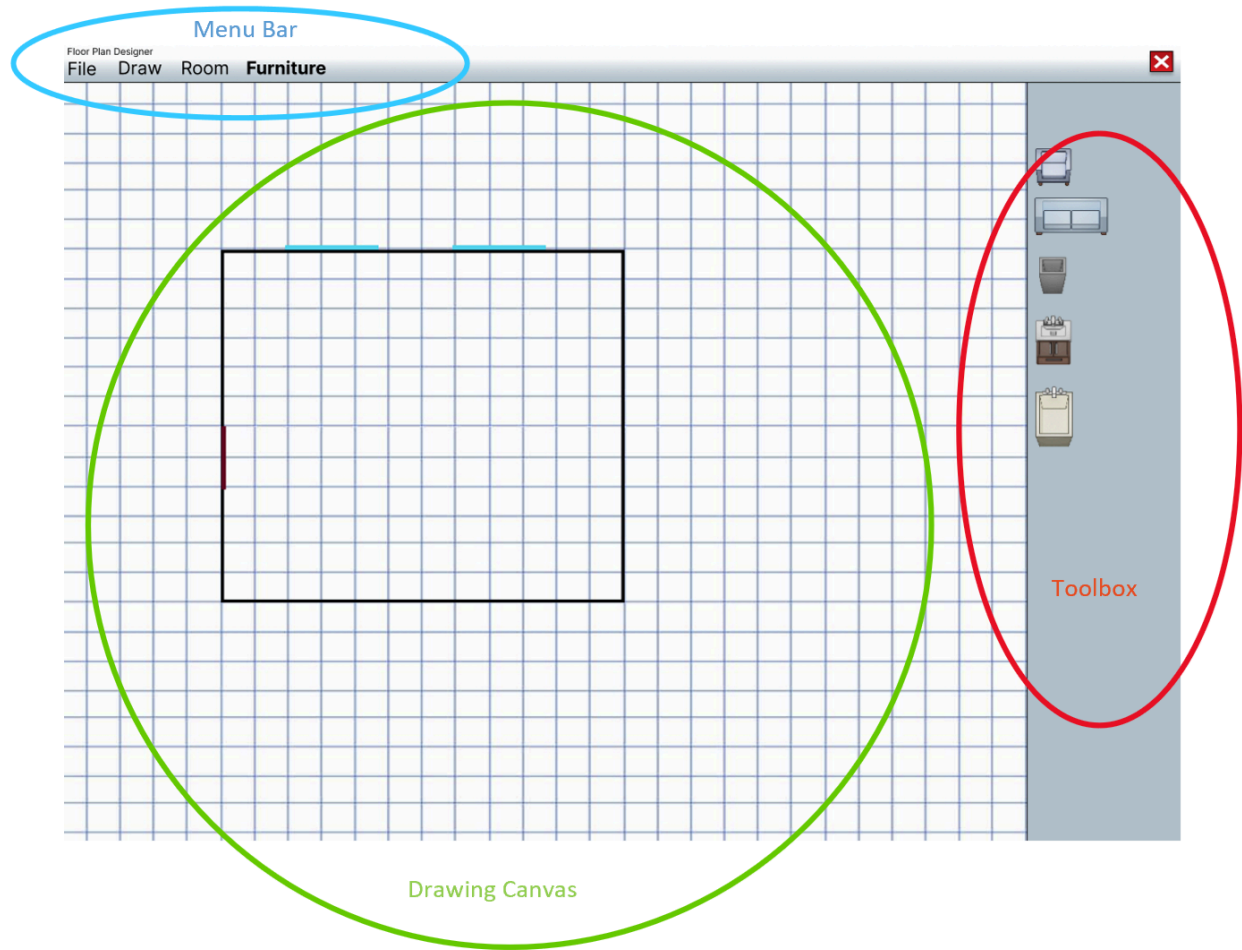 Menu Bar
Floor Plan Designer
File Draw Room Furniture
Toolbox
Drawing Canvas